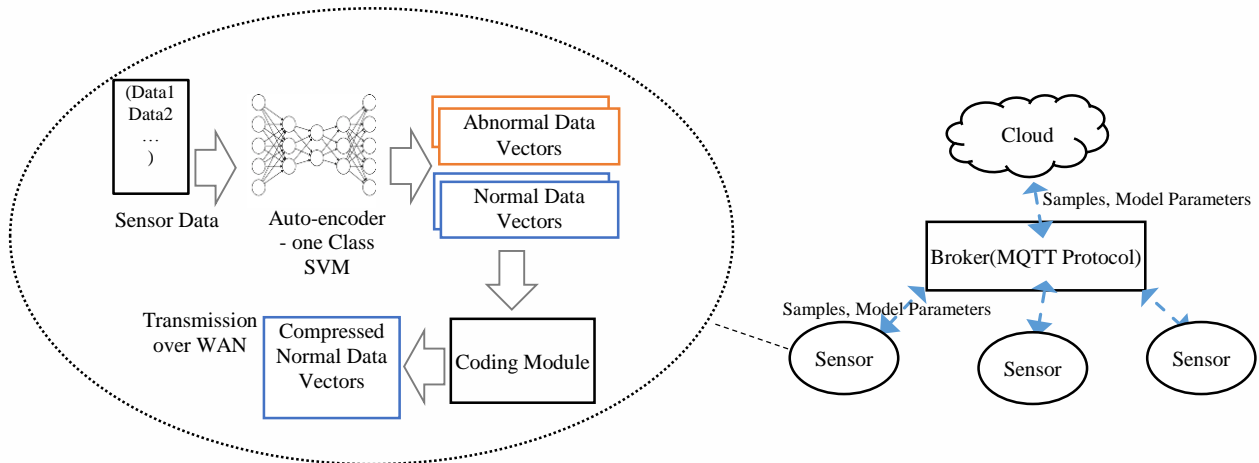 (Data1
Data2
…
)
Sensor Data
Auto-encoder
- one Class
SVM
Abnormal Data
Vectors
Normal Data
Vectors
Coding Module
Compressed
Normal Data
Vectors
Transmission
over WAN
Cloud
Samples, Model Parameters
Broker(MQTT Protocol)
Samples, Model Parameters
Sensor
Sensor
Sensor